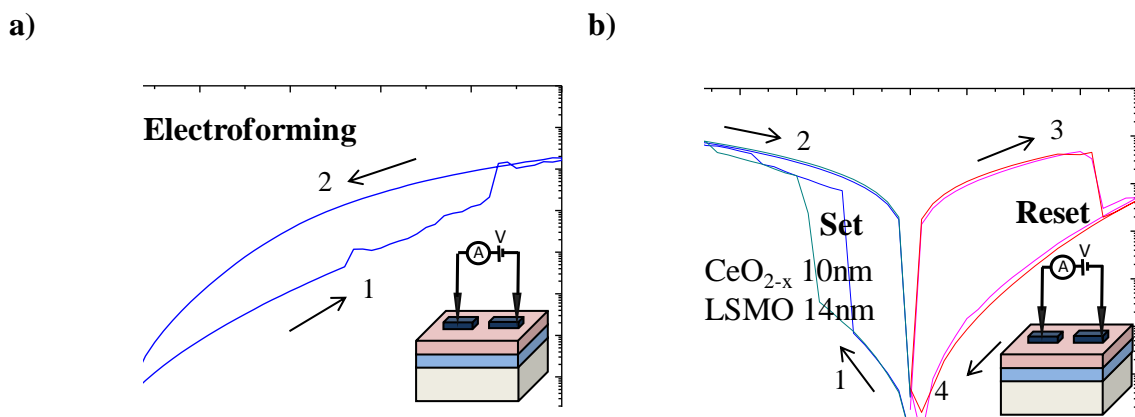 a)
Electroforming
2
1
A
V
b)
2
3
Set
Reset
CeO2-x 10nm
LSMO 14nm
1
4
A
V